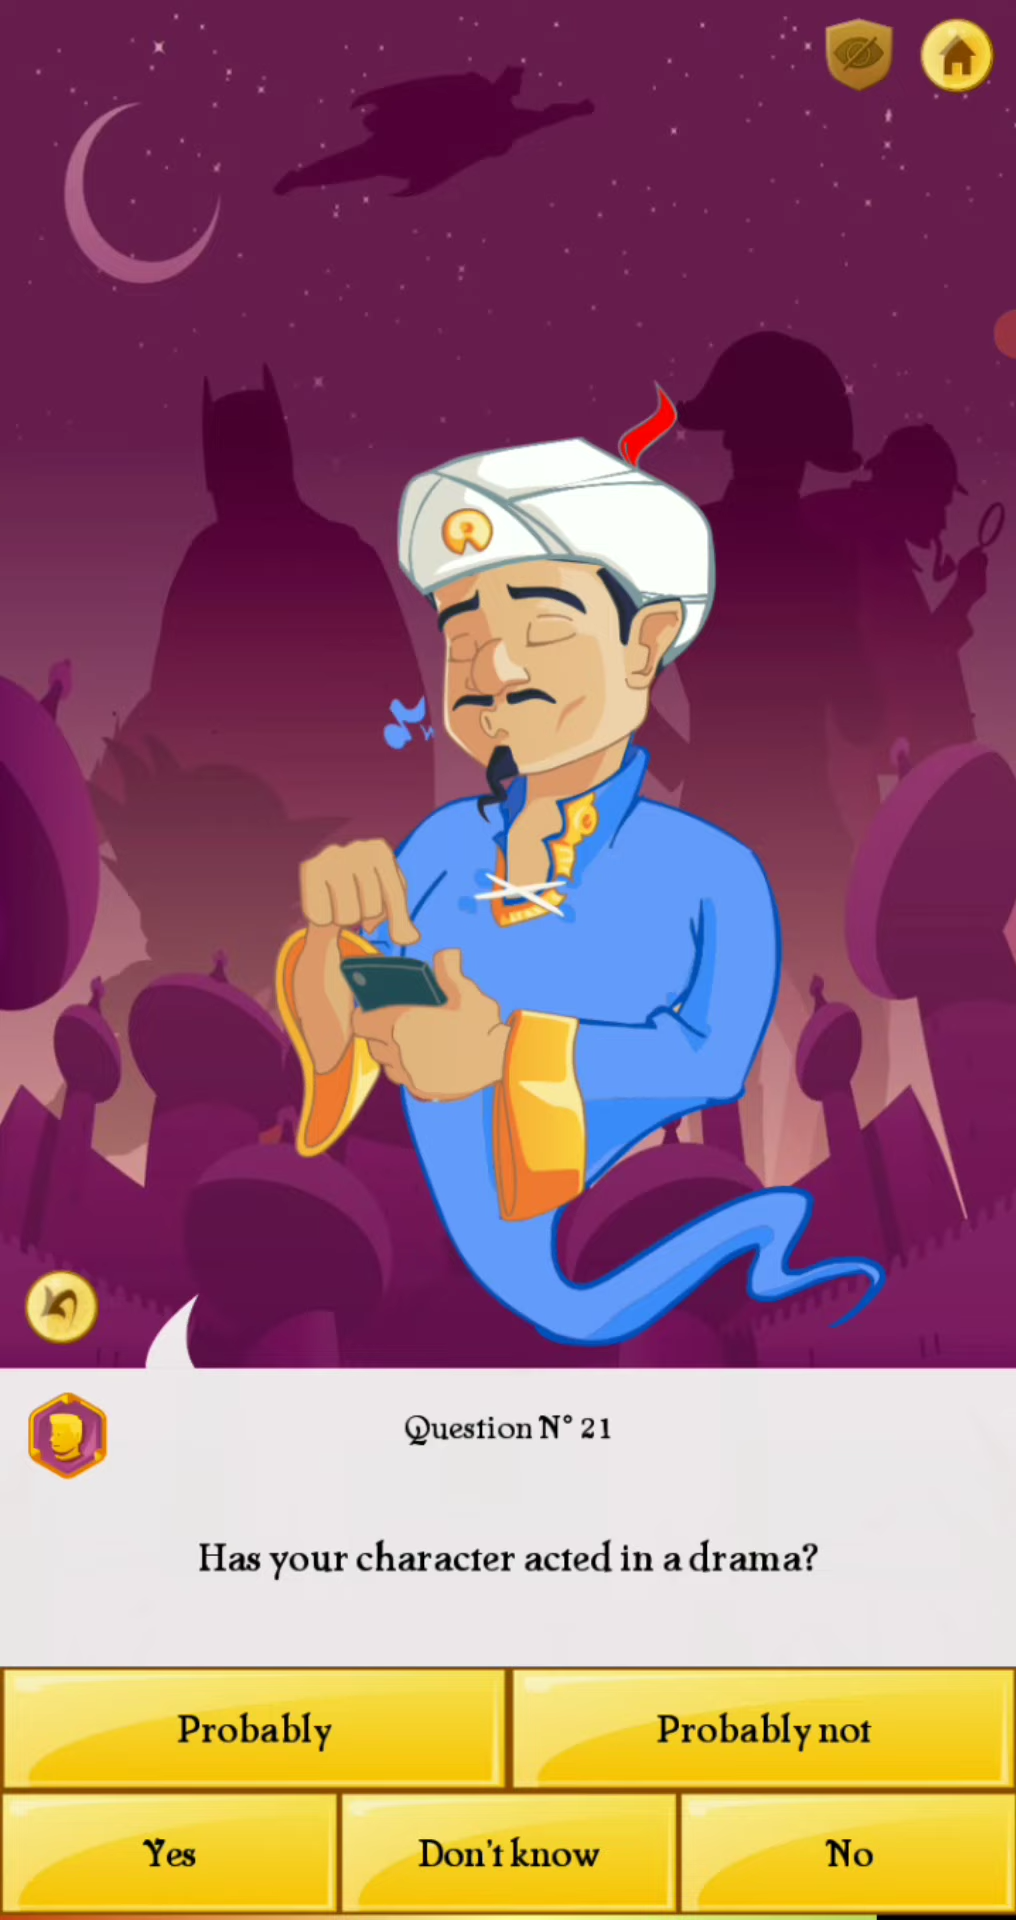 Question N° 21
Has your character acted in a drama?
Probably
Probably not
Yes
Don't know
No